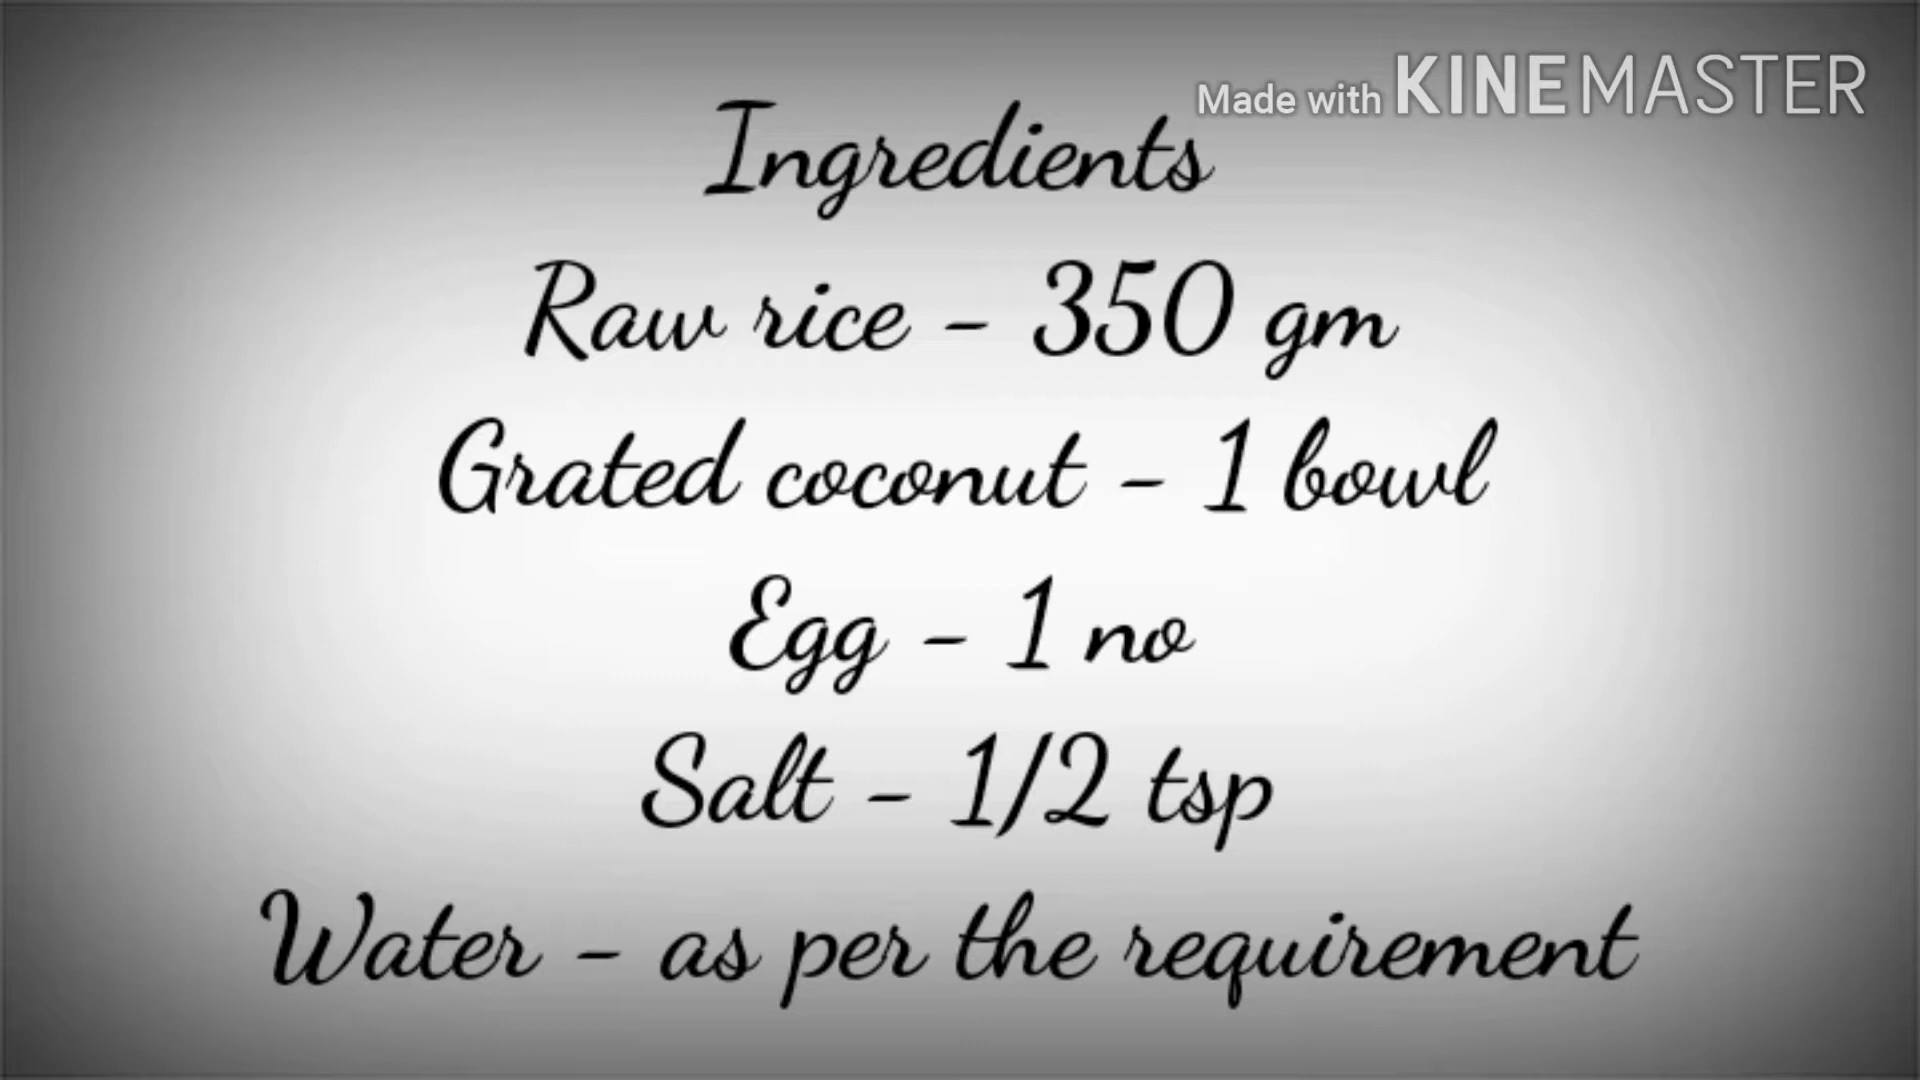 Made with KINEMASTER
Ingredients
Raw rice - 350 gm
Grated coconut - 1 bowl
Egg - 1 no
Salt - 1/2 tsp
Water - as per the requirement